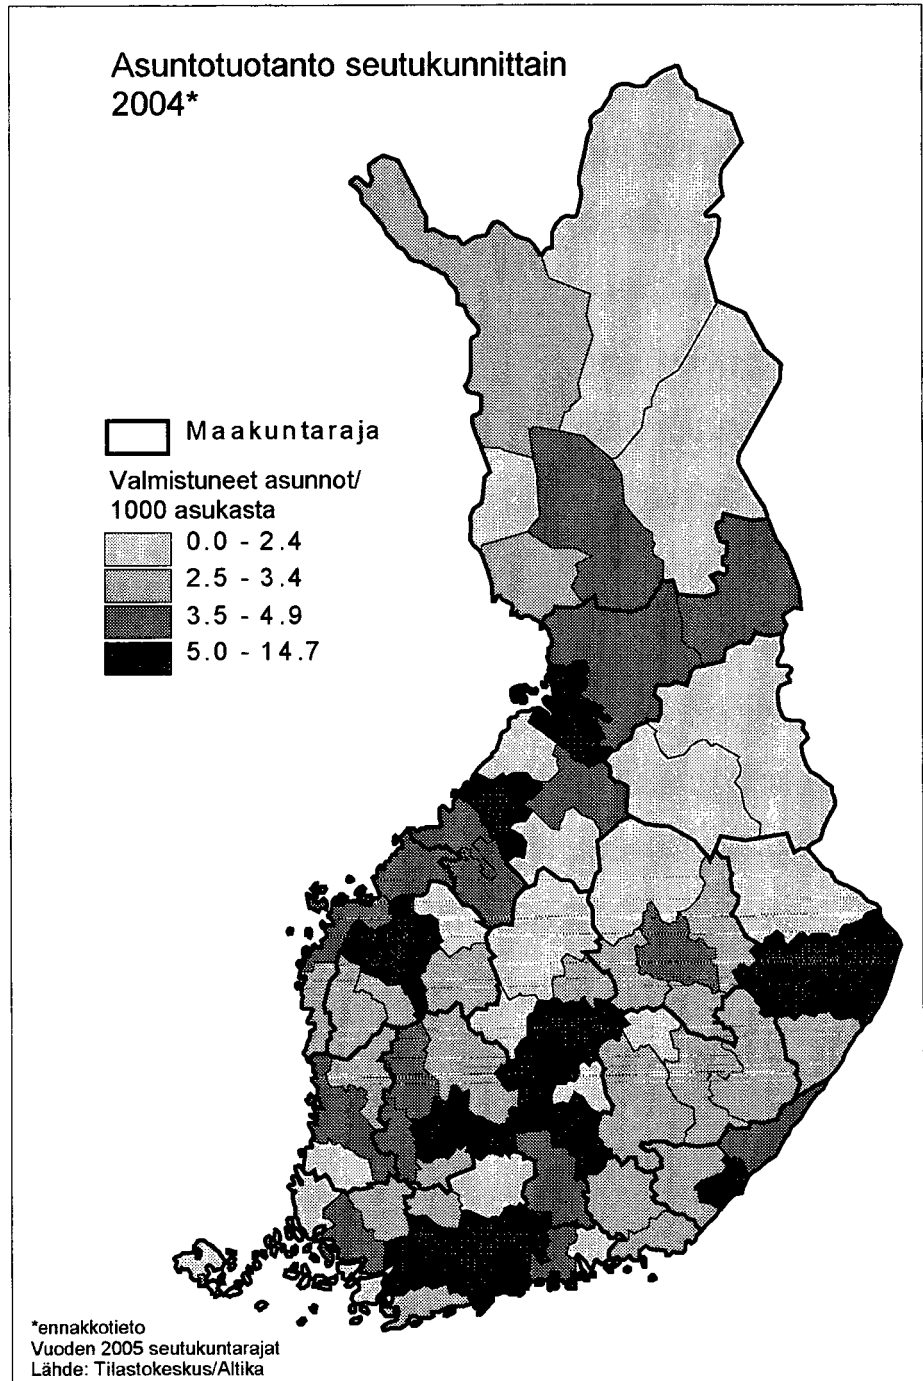 Asuntotuotanto seutukunnittain
2004*
Maakuntaraja
Valmistuneet asunnot/
1000 asukasta
0.0 - 2.4
2.5 - 3.4
3.5 - 4.9
5.0 - 14.7
*ennakkotieto
Vuoden 2005 seutukuntarajat
Lähde: Tilastokeskus/Altika